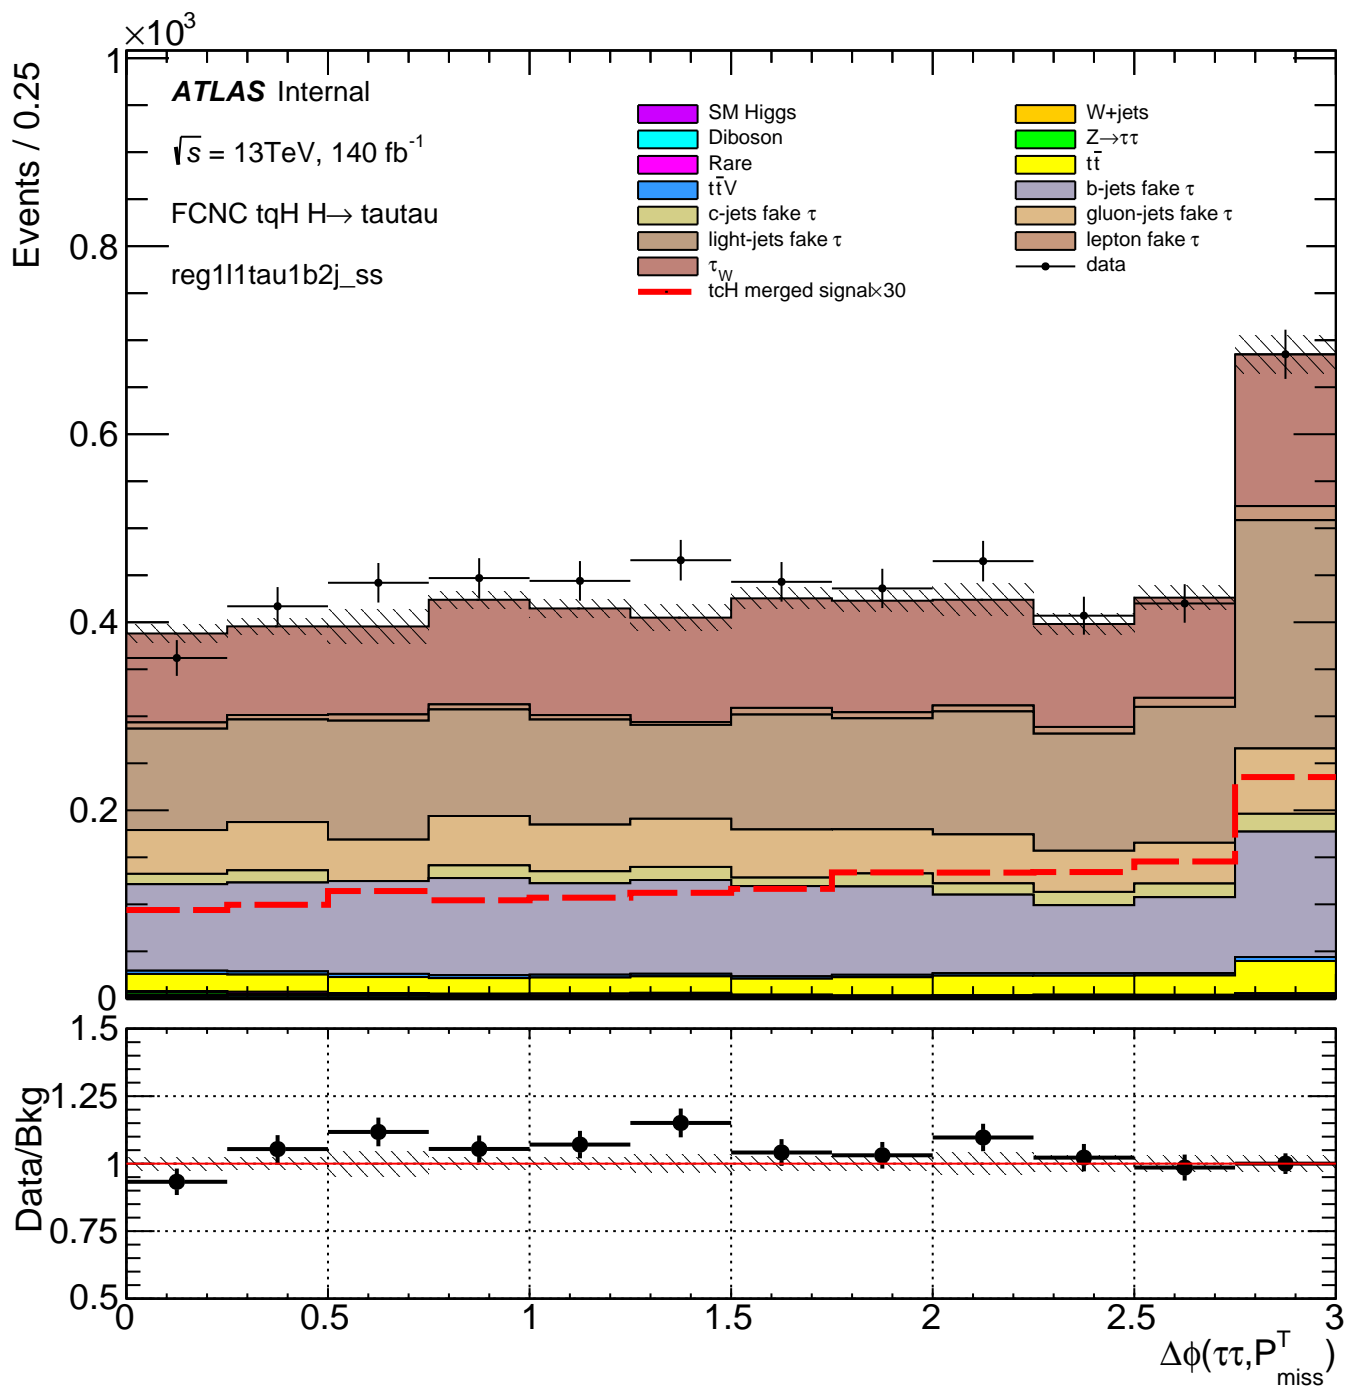 ×10³
Events / 0.25
1
0.8
0.6
0.4
0.2
0
ATLAS Internal
√s = 13TeV, 140 fb⁻¹
FCNC tqH H→ tautau
reg1l1tau1b2j_ss
SM Higgs
Diboson
Rare
tt̄V
c-jets fake τ
light-jets fake τ
τ_W
tcH merged signal×30
W+jets
Z→ττ
tt̄
b-jets fake τ
gluon-jets fake τ
lepton fake τ
data
Data/Bkg
1.5
1.25
1
0.75
0.5
0 0.5 1 1.5 2 2.5 3
Δϕ(ττ,P^T_miss)